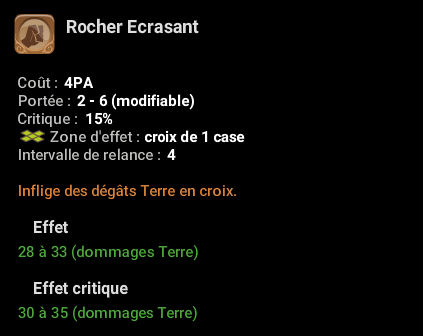 Rocher Ecrasant
Coût : 4PA
Portée : 2 - 6 (modifiable)
Critique : 15%
Zone d'effet : croix de 1 case
Intervalle de relance : 4
Inflige des dégâts Terre en croix.
Effet
28 à 33 (dommages Terre)
Effet critique
30 à 35 (dommages Terre)